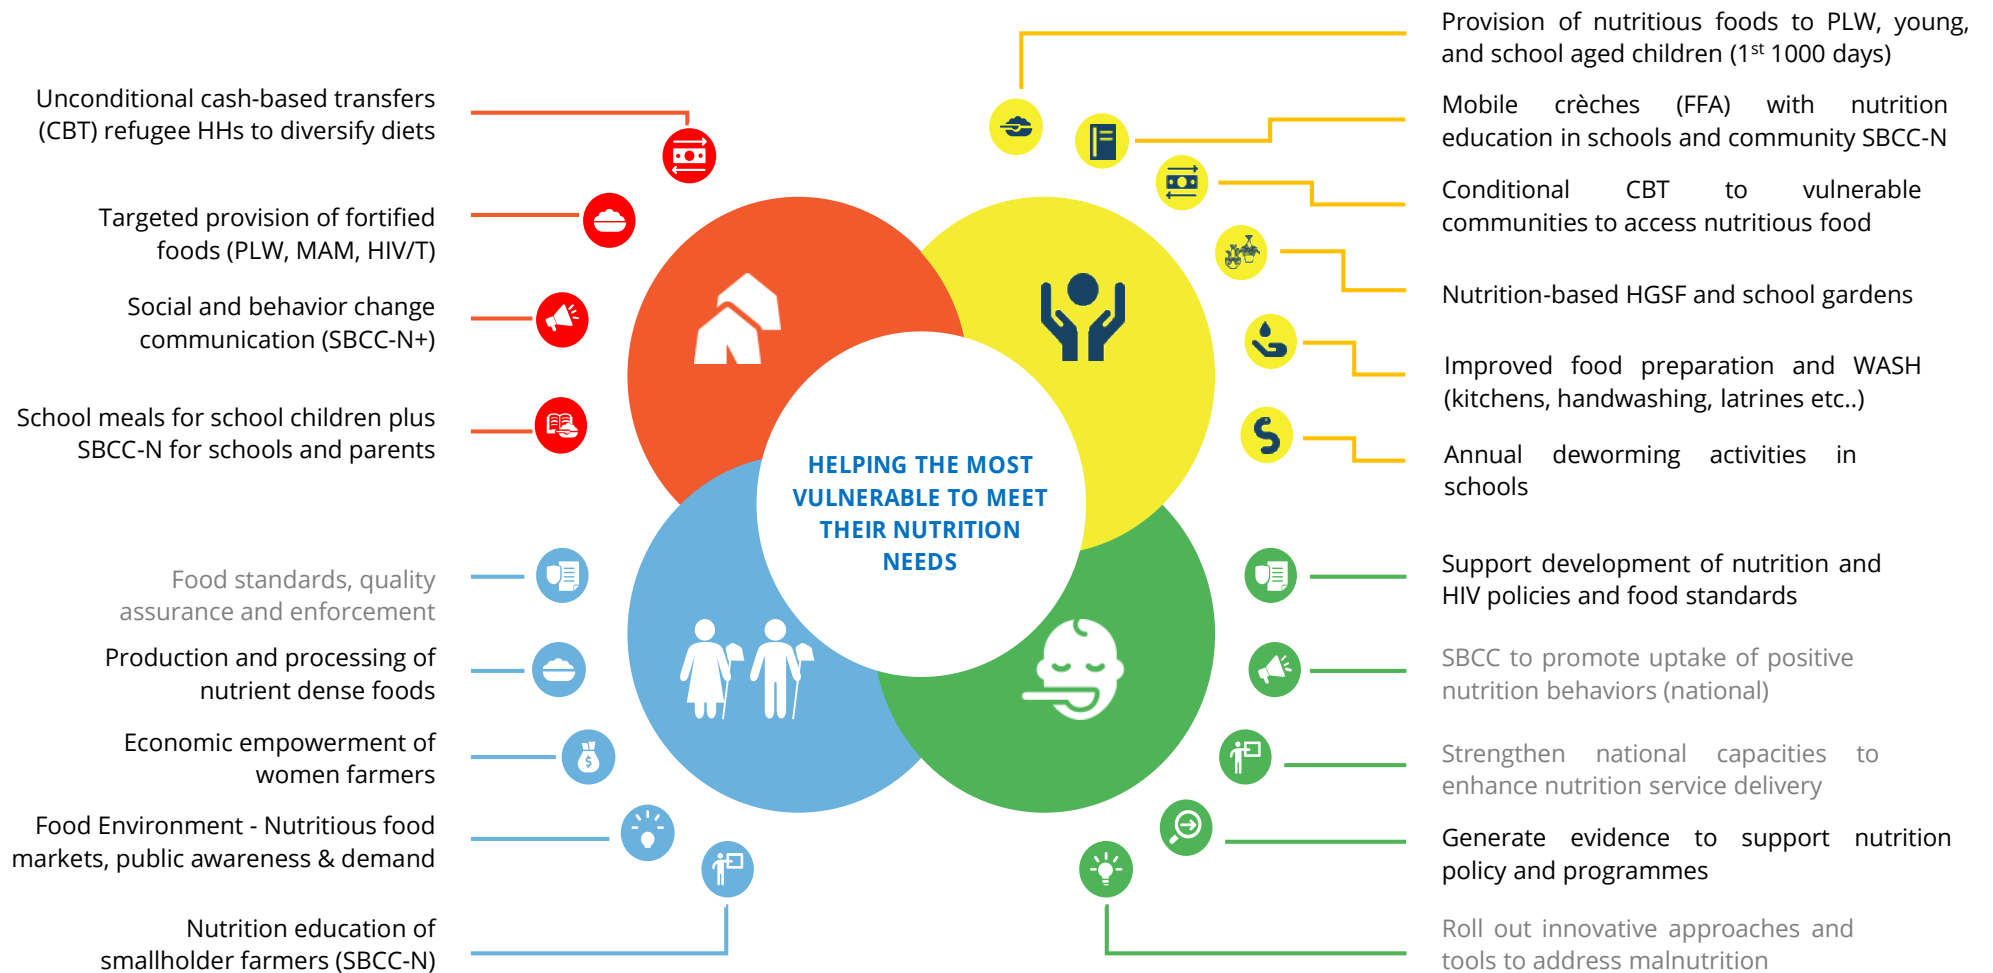 Unconditional cash-based transfers
(CBT) refugee HHs to diversify diets
Targeted provision of fortified
foods (PLW, MAM, HIV/T)
Social and behavior change
communication (SBCC-N+)
School meals for school children plus
SBCC-N for schools and parents
Food standards, quality
assurance and enforcement
Production and processing of
nutrient dense foods
Economic empowerment of
women farmers
Food Environment - Nutritious food
markets, public awareness & demand
Nutrition education of
smallholder farmers (SBCC-N)
HELPING THE MOST
VULNERABLE TO MEET
THEIR NUTRITION
NEEDS
Provision of nutritious foods to PLW, young,
and school aged children (1st 1000 days)
Mobile crèches (FFA) with nutrition
education in schools and community SBCC-N
Conditional CBT to vulnerable
communities to access nutritious food
Nutrition-based HGSF and school gardens
Improved food preparation and WASH
(kitchens, handwashing, latrines etc..)
Annual deworming activities in
schools
Support development of nutrition and
HIV policies and food standards
SBCC to promote uptake of positive
nutrition behaviors (national)
Strengthen national capacities to
enhance nutrition service delivery
Generate evidence to support nutrition
policy and programmes
Roll out innovative approaches and
tools to address malnutrition